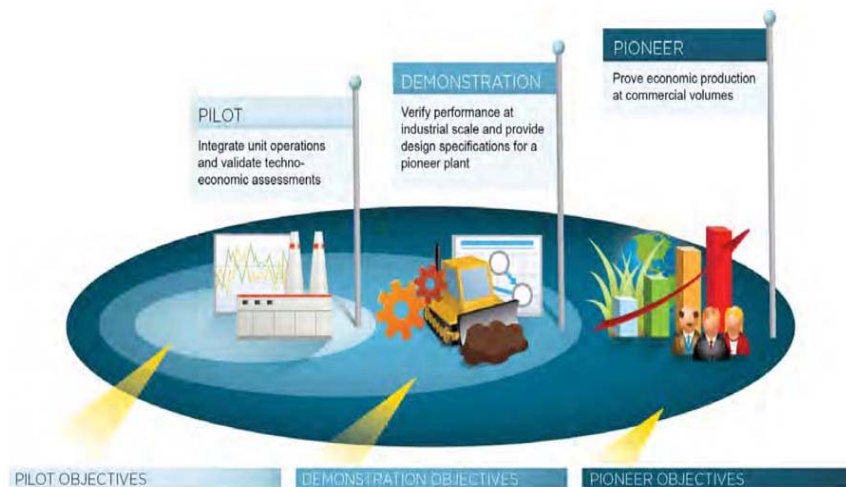 PILOT
Integrate unit operations
and validate techno-
economic assessments
DEMONSTRATION
Verify performance at
industrial scale and provide
design specifications for a
pioneer plant
PIONEER
Prove economic production
at commercial volumes
PILOT OBJECTIVES
DEMONSTRATION OBJECTIVES
PIONEER OBJECTIVES